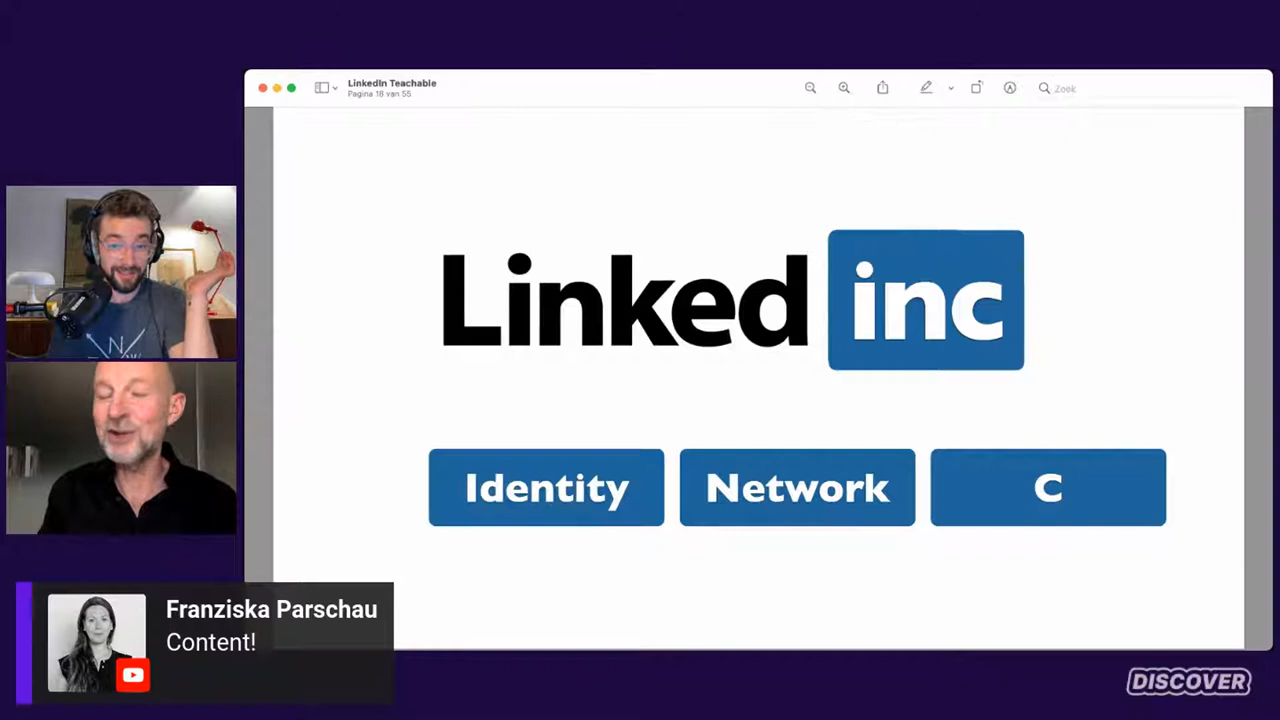 LinkedIn Teachable
Pagina 18 van 55
Zoek
Linked inc
Identity
Network
C
Franziska Parschau
Content!
DISCOVER